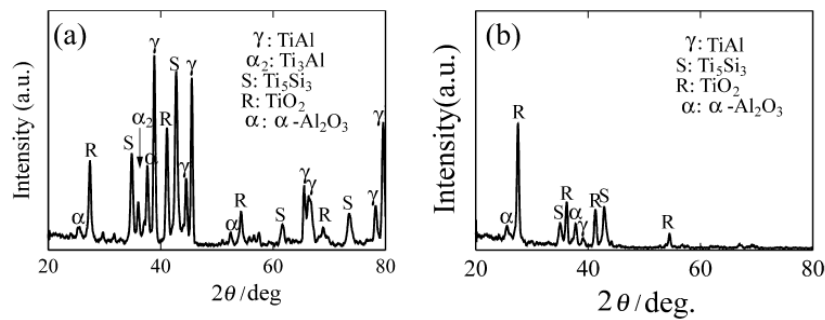 (a)
γ: TiAl
α₂: Ti₃Al
S: Ti₅Si₃
R: TiO₂
α: α-Al₂O₃
R
S
α₂
α
γ
R
S
γ
γ
α
R
S
γ
γ
R
S
γ
γ
Intensity (a.u.)
20 40 60 80
2θ/deg
(b)
γ: TiAl
S: Ti₅Si₃
R: TiO₂
α: α-Al₂O₃
α
R
S
R
α
γ
R
S
R
Intensity(a.u.)
20 40 60 80
2θ/deg.